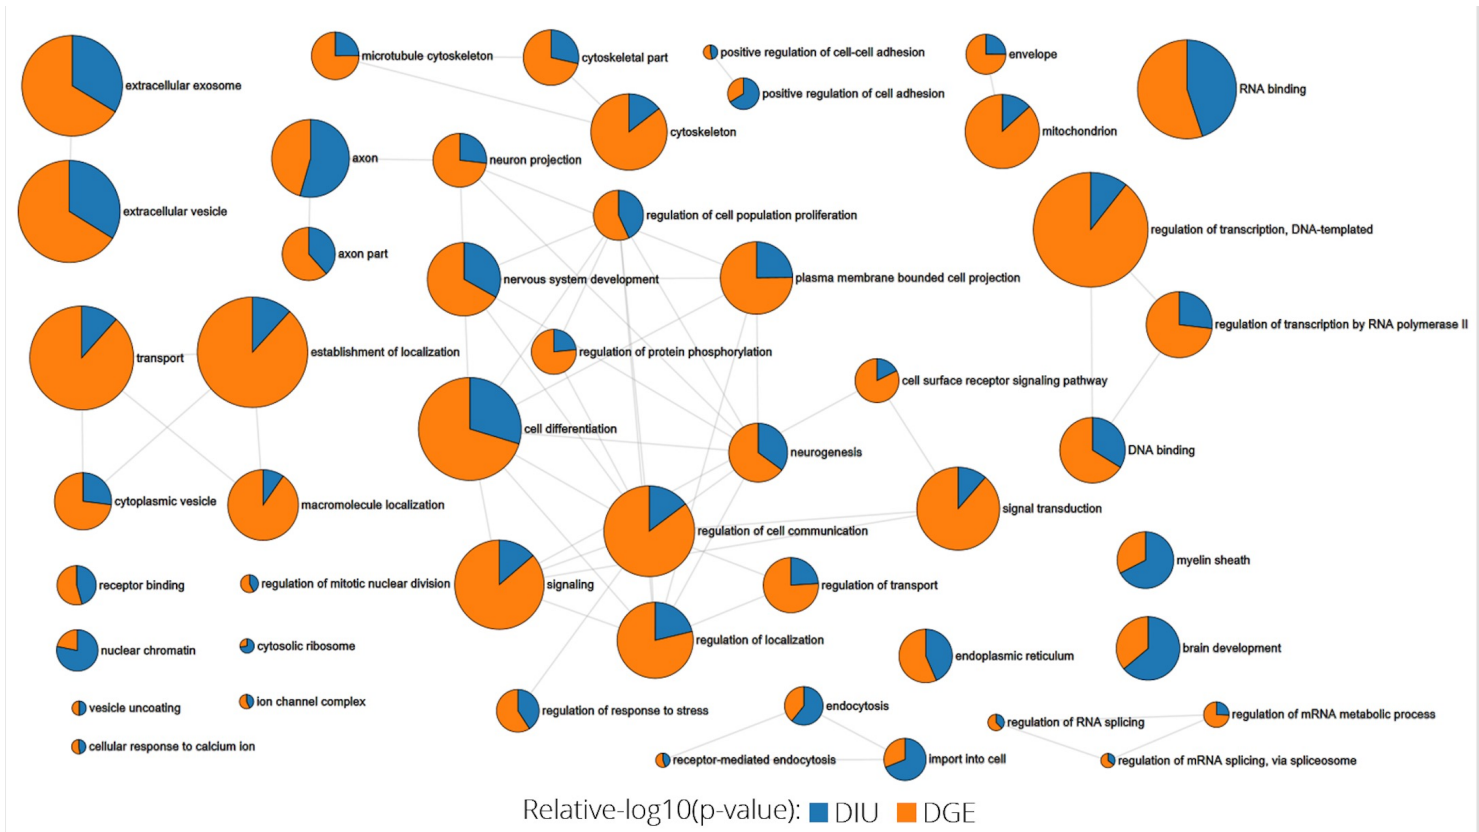 microtubule cytoskeleton
cytoskeletal part
positive regulation of cell-cell adhesion
envelope
extracellular exosome
positive regulation of cell adhesion
RNA binding
cytoskeleton
mitochondrion
axon
neuron projection
extracellular vesicle
regulation of cell population proliferation
regulation of transcription, DNA-templated
axon part
nervous system development
plasma membrane bounded cell projection
regulation of transcription by RNA polymerase II
transport
establishment of localization
regulation of protein phosphorylation
cell surface receptor signaling pathway
cell differentiation
neurogenesis
DNA binding
cytoplasmic vesicle
macromolecule localization
signal transduction
regulation of cell communication
myelin sheath
receptor binding
regulation of mitotic nuclear division
signaling
regulation of transport
nuclear chromatin
cytosolic ribosome
regulation of localization
endoplasmic reticulum
brain development
vesicle uncoating
ion channel complex
regulation of response to stress
endocytosis
regulation of RNA splicing
regulation of mRNA metabolic process
cellular response to calcium ion
receptor-mediated endocytosis
import into cell
regulation of mRNA splicing, via spliceosome
Relative-log10(p-value): DIU DGE